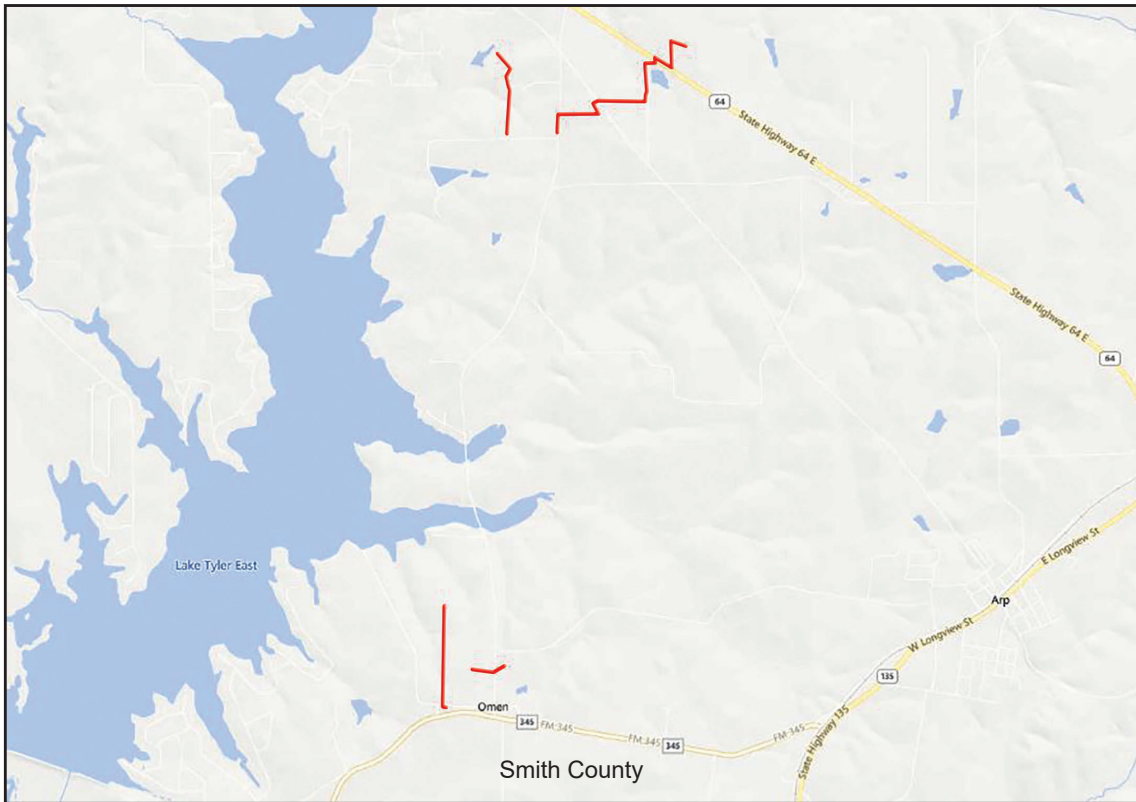 64
State Highway 64 E
State Highway 64 E
64
Lake Tyler East
E Longview St
Arp
W Longview St
135
Omen
345
FM 345
FM 345
345
FM 345
State Highway 135
Smith County